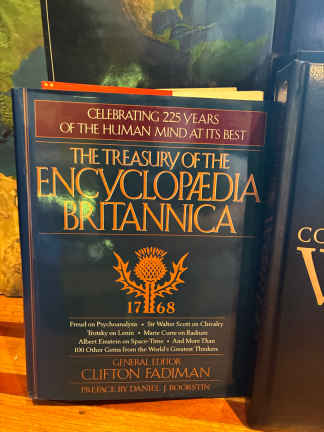 CELEBRATING 225 YEARS
OF THE HUMAN MIND AT ITS BEST
THE TREASURY OF THE
ENCYCLOPÆDIA
BRITANNICA
1768
Freud on Psychoanalysis • Sir Walter Scott on Chivalry
Trotsky on Lenin • Marie Curie on Radium
Albert Einstein on Space-Time • And More Than
100 Other Gems from the World's Greatest Thinkers
GENERAL EDITOR
CLIFTON FADIMAN
PREFACE BY DANIEL J. BOORSTIN
CO